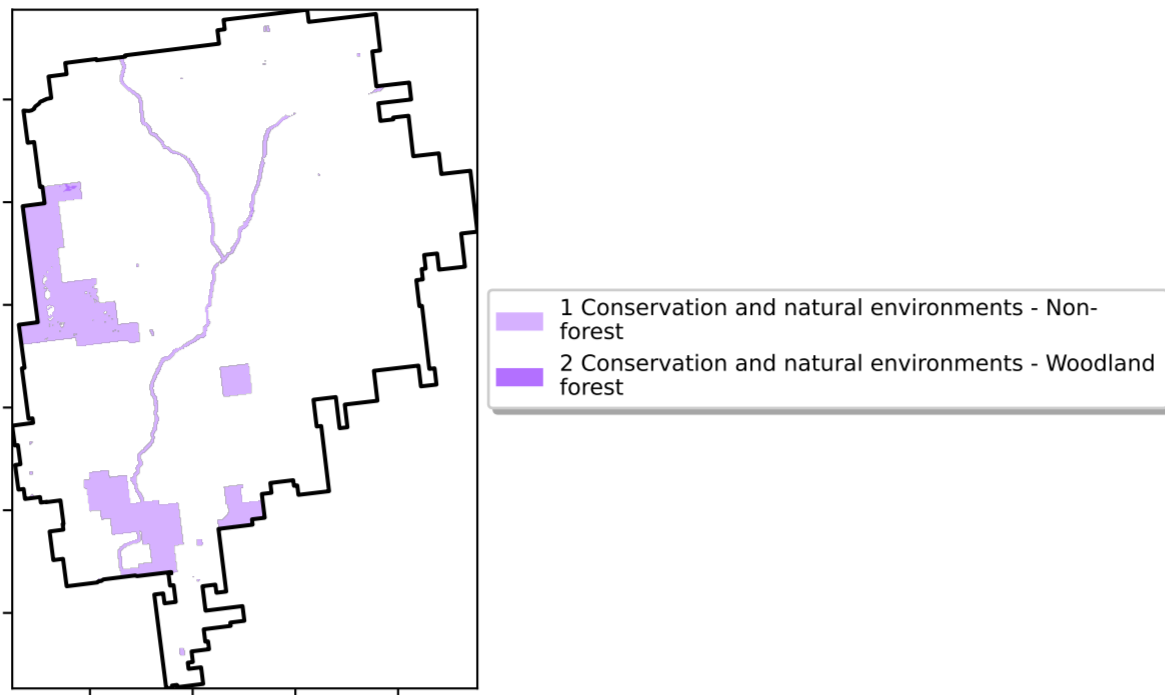 1 Conservation and natural environments - Non-
forest
2 Conservation and natural environments - Woodland
forest